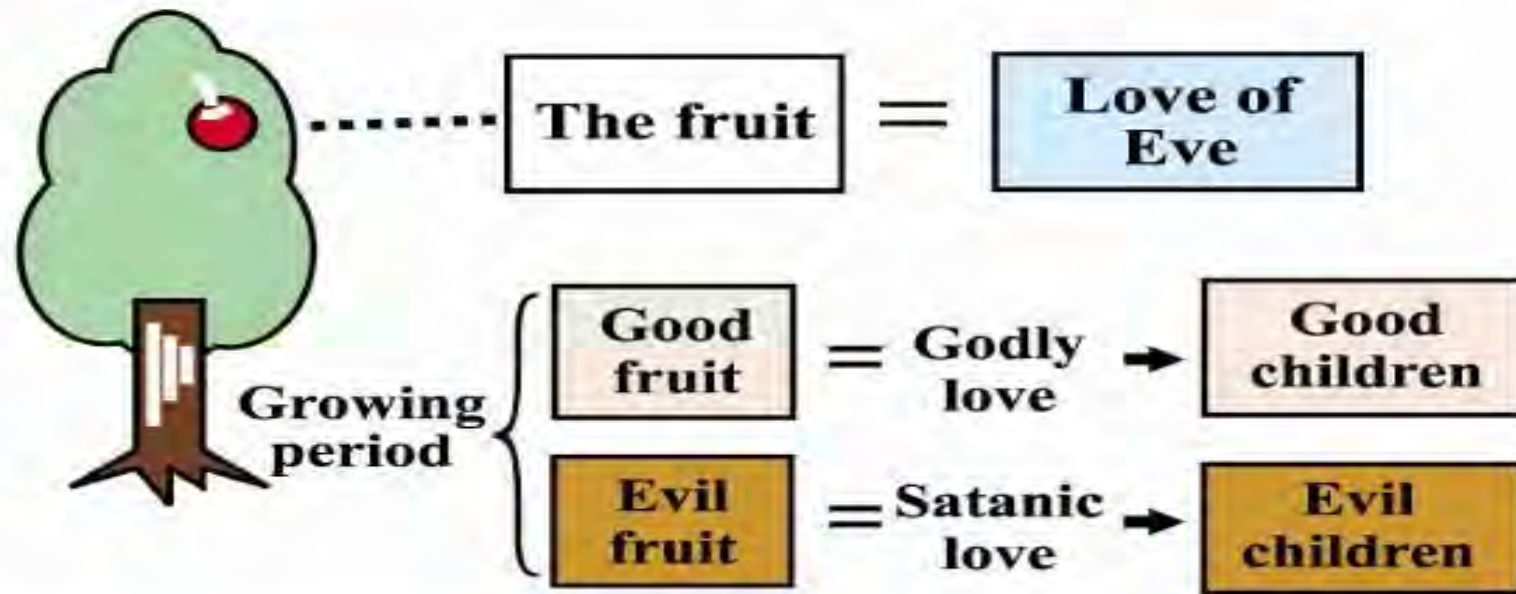 The fruit
=
Love of
Eve
Growing
period
Good
fruit
=
Godly
love
Good
children
Evil
fruit
=
Satanic
love
Evil
children